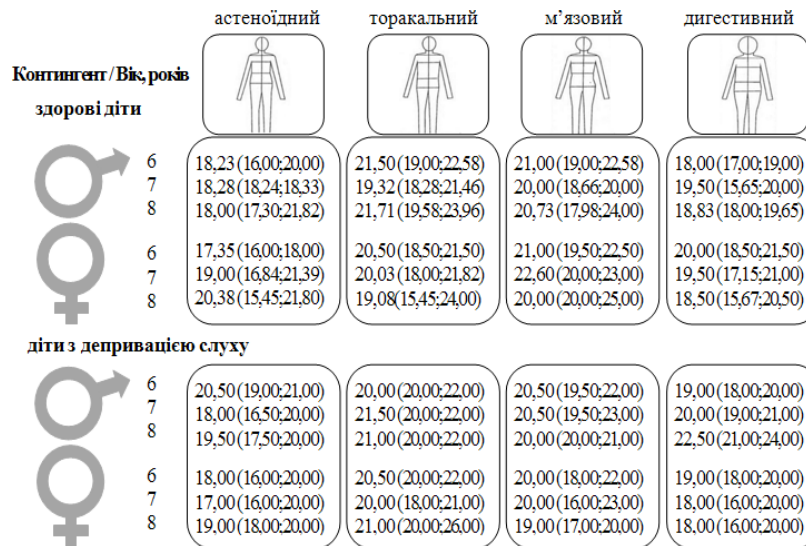 астеноїдний торакальний м’язовий дигестивний
Контингент / Вік, років
здорові діти
6 18,23 (16,00;20,00) 21,50 (19,00;22,58) 21,00 (19,00;22,58) 18,00 (17,00;19,00)
7 18,28 (18,24;18,33) 19,32 (18,28;21,46) 20,00 (18,66;20,00) 19,50 (15,65;20,00)
8 18,00 (17,30;21,82) 21,71 (19,58;23,96) 20,73 (17,98;24,00) 18,83 (18,00;19,65)
6 17,35 (16,00;18,00) 20,50 (18,50;21,50) 21,00 (19,50;22,50) 20,00 (18,50;21,50)
7 19,00 (16,84;21,39) 20,03 (18,00;21,82) 22,60 (20,00;23,00) 19,50 (17,15;21,00)
8 20,38 (15,45;21,80) 19,08(15,45;24,00) 20,00 (20,00;25,00) 18,50 (15,67;20,50)
діти з депривацією слуху
6 20,50 (19,00;21,00) 20,00 (20,00;22,00) 20,50 (19,50;22,00) 19,00 (18,00;20,00)
7 18,00 (16,50;20,00) 21,50 (20,00;22,00) 20,50 (19,50;23,00) 20,00 (19,00;21,00)
8 19,50 (17,50;20,00) 21,00 (20,00;22,00) 20,00 (20,00;21,00) 22,50 (21,00;24,00)
6 18,00 (16,00;20,00) 20,50 (20,00;22,00) 20,00 (18,00;22,00) 19,00 (18,00;20,00)
7 17,00 (16,00;20,00) 20,00 (18,00;21,00) 20,00 (16,00;23,00) 18,00 (16,00;20,00)
8 19,00 (18,00;20,00) 21,00 (20,00;26,00) 19,00 (17,00;20,00) 18,00 (16,00;20,00)